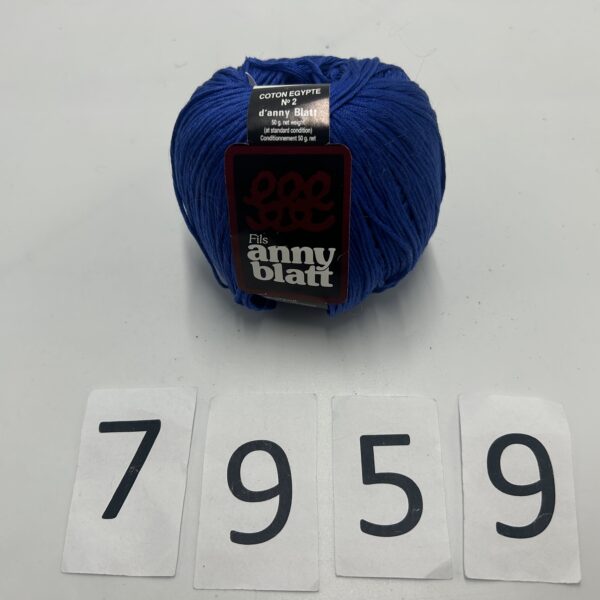 COTON EGYPTE
Nº 2
d'anny Blatt
50 g. net weight
(at standard condition)
Conditionnement 50 g. net
Fils
anny
blatt
7 9 5 9